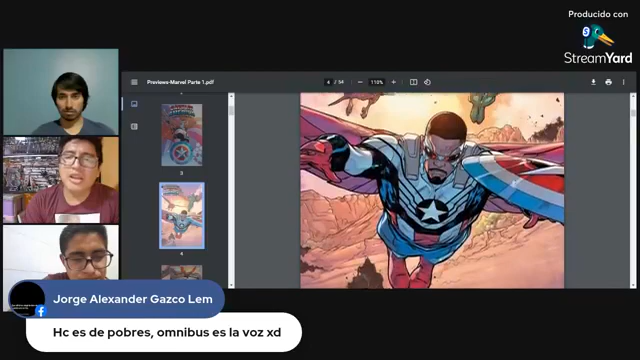 Producido con
StreamYard
Previews-Marvel Parte 1.pdf
4 / 54
110%
3
4
Jorge Alexander Gazco Lem
Hc es de pobres, omnibus es la voz xd